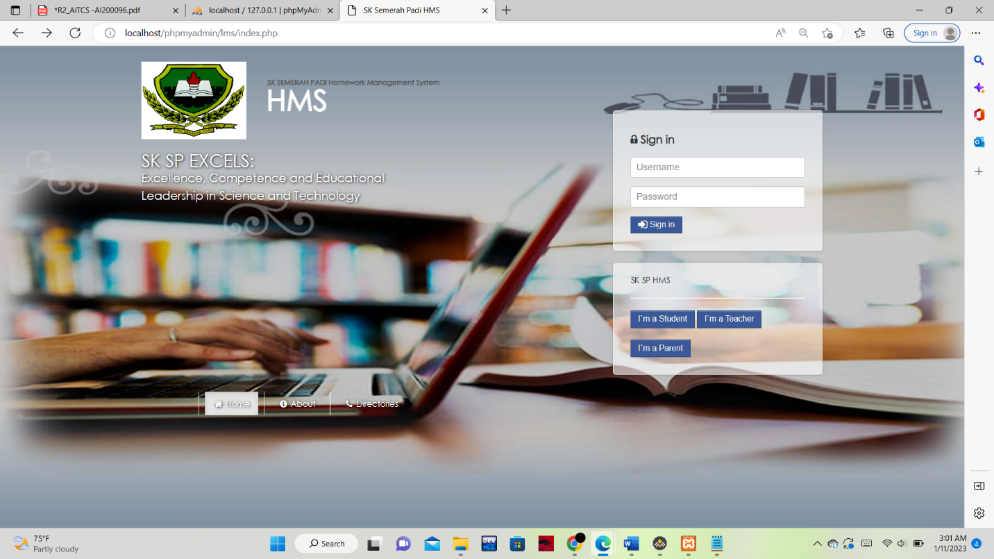 *R2_AITCS -AI200096.pdf
localhost / 127.0.0.1 | phpMyAdm
SK Semerah Padi HMS
localhost/phpmyadmin/lms/index.php
Sign in
SK SEMERAH PADI Homework Management System
HMS
SK SP EXCELS:
Excellence, Competence and Educational
Leadership in Science and Technology
Sign in
Username
Password
Sign in
SK SP HMS
I'm a Student
I'm a Teacher
I'm a Parent
Home
About
Directories
75°F
Partly cloudy
Search
3:01 AM
1/11/2023
4